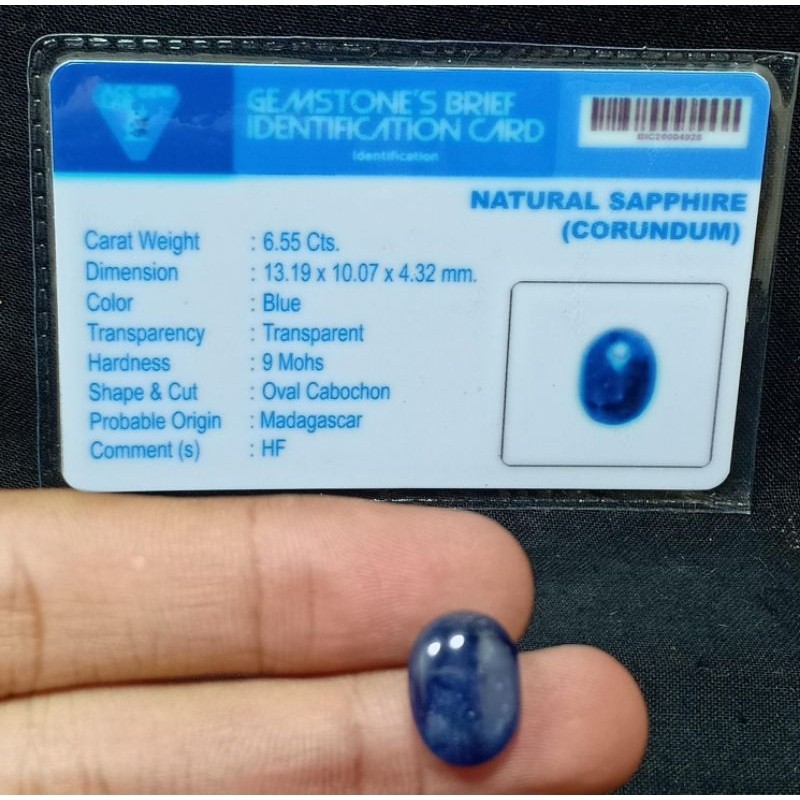 GEMSTONE'S BRIEF
IDENTIFICATION CARD
Identification
NATURAL SAPPHIRE
(CORUNDUM)
Carat Weight : 6.55 Cts.
Dimension : 13.19 x 10.07 x 4.32 mm.
Color : Blue
Transparency : Transparent
Hardness : 9 Mohs
Shape & Cut : Oval Cabochon
Probable Origin : Madagascar
Comment (s) : HF